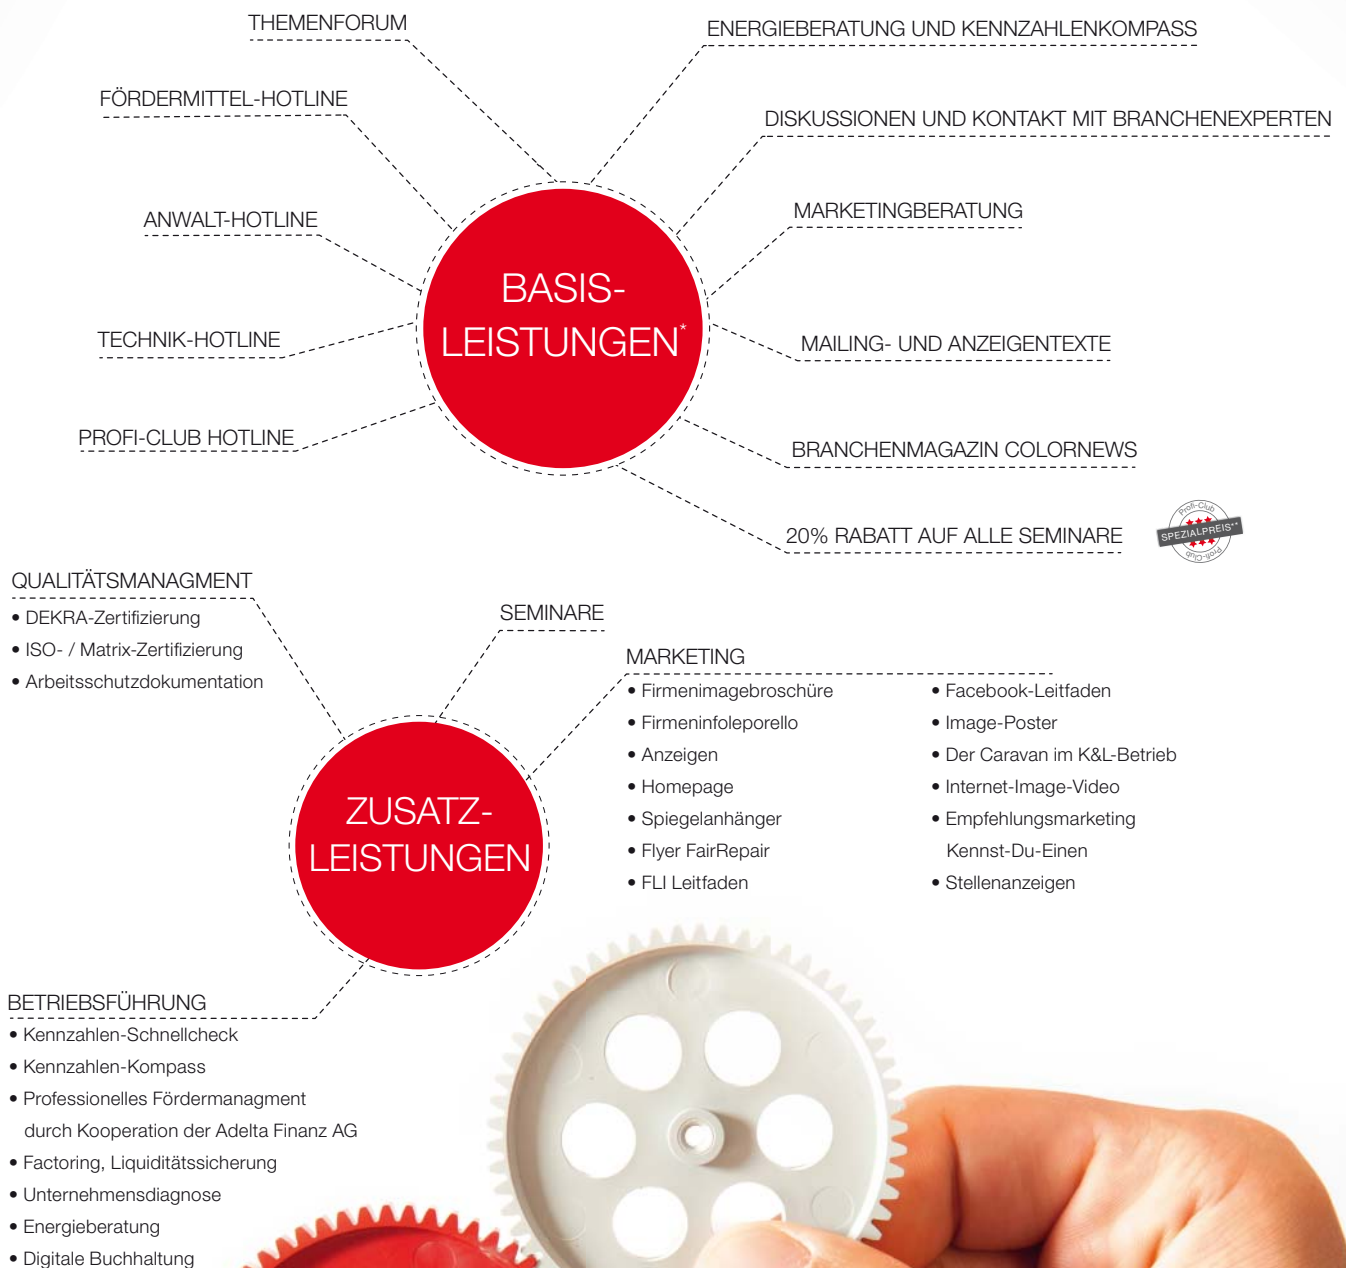 THEMENFORUM
ENERGIEBERATUNG UND KENNZAHLENKOMPASS
FÖRDERMITTEL-HOTLINE
DISKUSSIONEN UND KONTAKT MIT BRANCHENEXPERTEN
ANWALT-HOTLINE
MARKETINGBERATUNG
BASIS-
LEISTUNGEN*
TECHNIK-HOTLINE
MAILING- UND ANZEIGENTEXTE
PROFI-CLUB HOTLINE
BRANCHENMAGAZIN COLORNEWS
20% RABATT AUF ALLE SEMINARE
Profi-Club
SPEZIALPREIS**
Profi-Club
QUALITÄTSMANAGMENT
• DEKRA-Zertifizierung
• ISO- / Matrix-Zertifizierung
• Arbeitsschutzdokumentation
SEMINARE
MARKETING
• Firmenimagebroschüre
• Firmeninfoleporello
• Anzeigen
• Homepage
• Spiegelanhänger
• Flyer FairRepair
• FLI Leitfaden
• Facebook-Leitfaden
• Image-Poster
• Der Caravan im K&L-Betrieb
• Internet-Image-Video
• Empfehlungsmarketing
Kennst-Du-Einen
• Stellenanzeigen
ZUSATZ-
LEISTUNGEN
BETRIEBSFÜHRUNG
• Kennzahlen-Schnellcheck
• Kennzahlen-Kompass
• Professionelles Fördermanagment
durch Kooperation der Adelta Finanz AG
• Factoring, Liquiditätssicherung
• Unternehmensdiagnose
• Energieberatung
• Digitale Buchhaltung